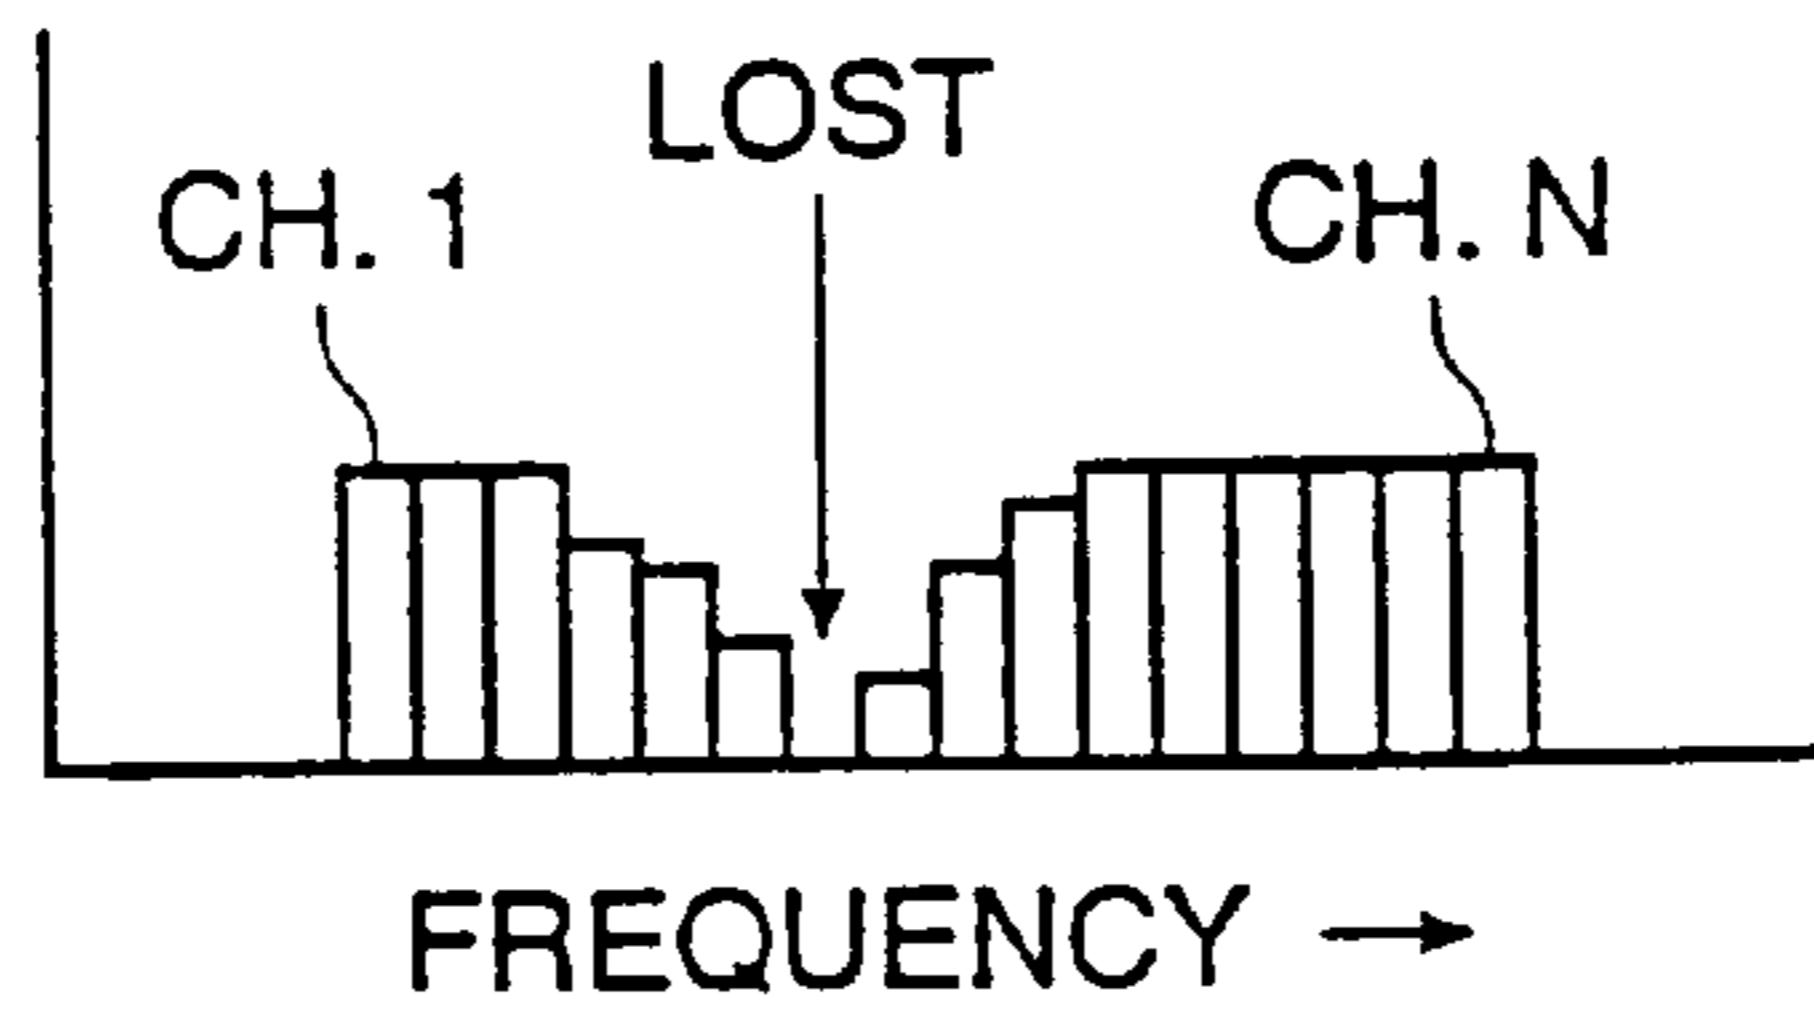 LOST
CH. 1
CH. N
FREQUENCY →